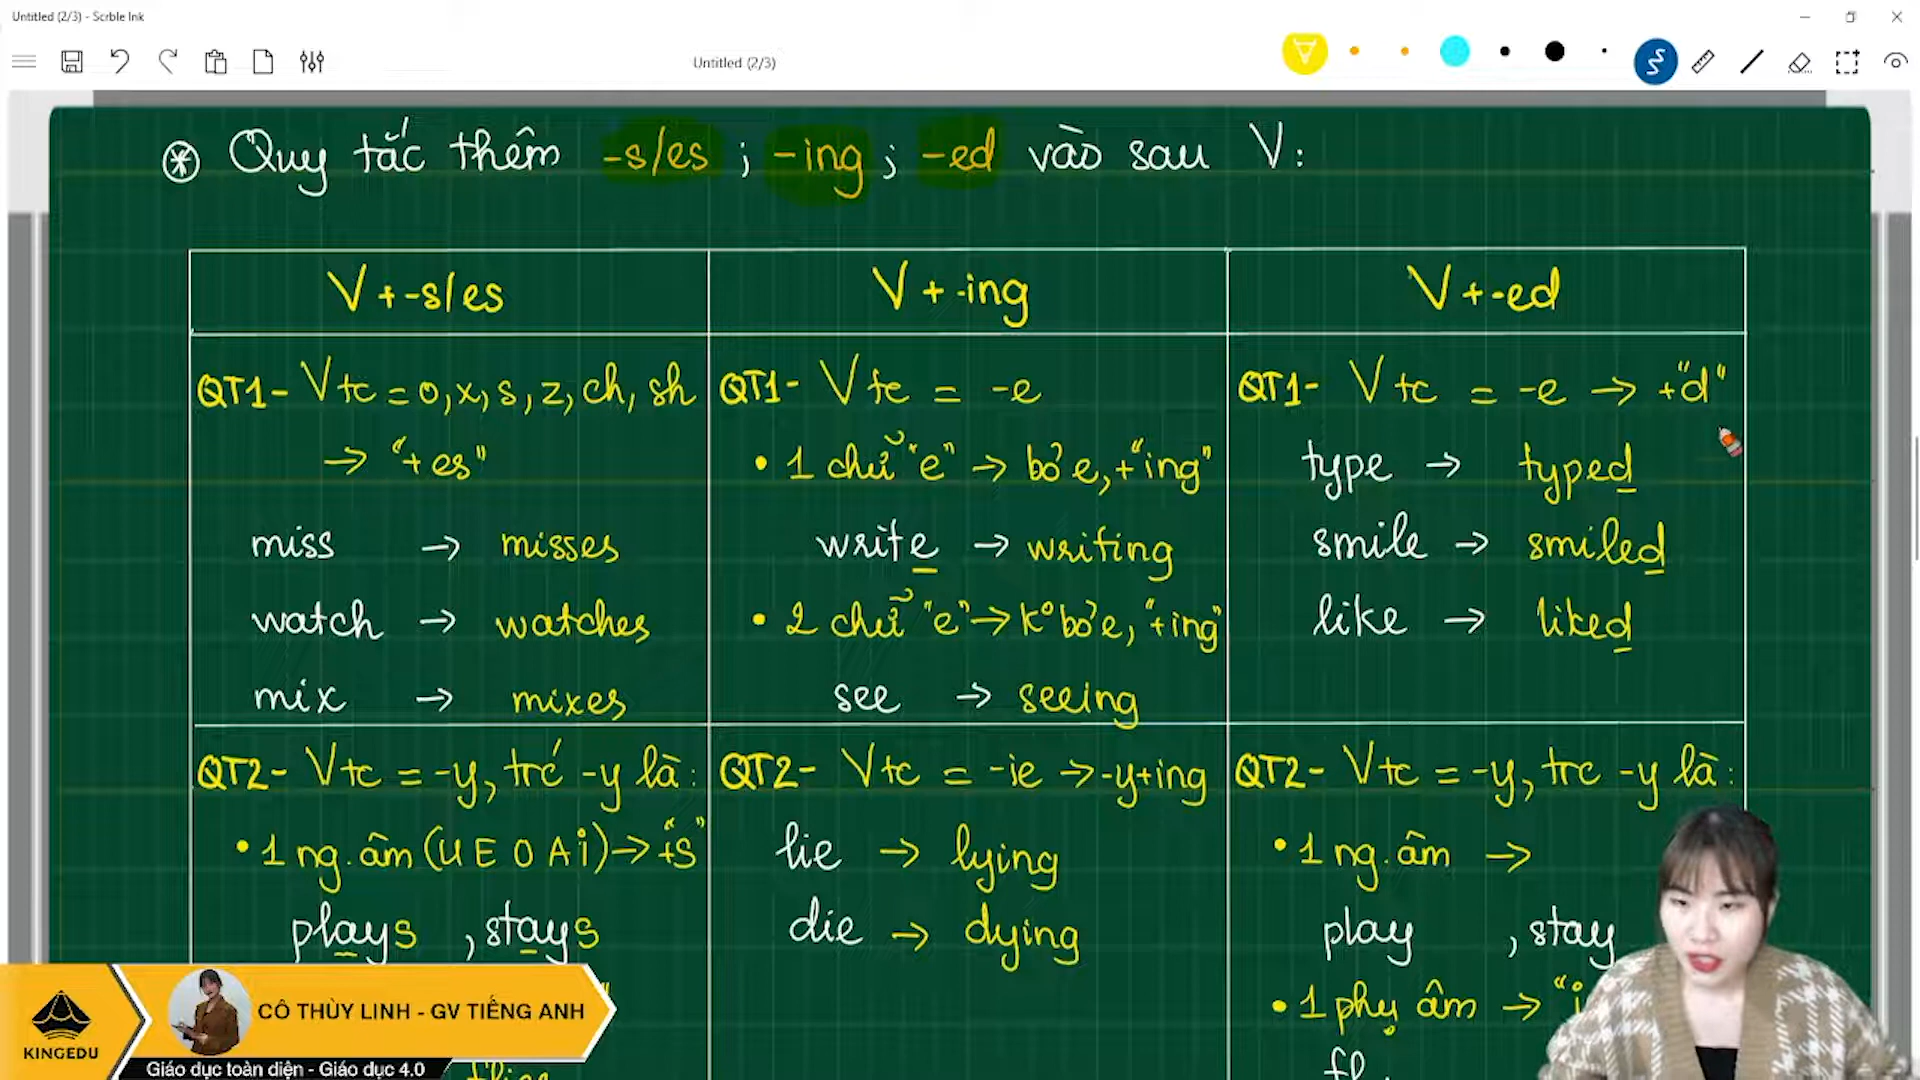 Untitled (2/3) - Scrble Ink
Untitled (2/3)
Quy tắc thêm -s/es ; -ing ; -ed vào sau V :
V + -s/es
V + -ing
V + -ed
QT1- Vtc = o, x, s, z, ch, sh
→ "+ es"
miss → misses
watch → watches
mix → mixes
QT1- Vtc = -e
• 1 chữ "e" → bỏ e, + "ing"
write → writing
• 2 chữ "e" → k° bỏ e, "+ing"
see → seeing
QT1- Vtc = -e → + "d"
type → typed
smile → smiled
like → liked
QT2- Vtc = -y, trć -y là :
• 1 ng. âm (U E O A i) → "+s"
plays , stays
QT2- Vtc = -ie → -y+ing
lie → lying
die → dying
QT2- Vtc = -y, trc -y là :
• 1 ng. âm →
play , stay
• 1 phụ âm → "i
CÔ THÙY LINH - GV TIẾNG ANH
KINGEDU
Giáo dục toàn diện - Giáo dục 4.0